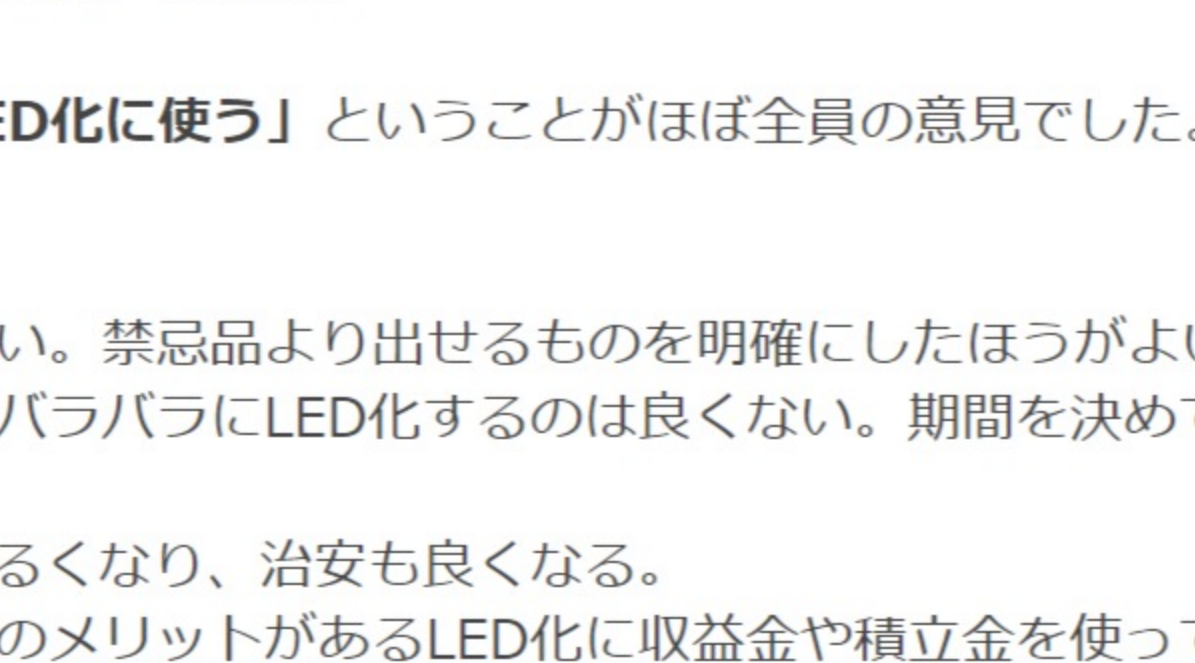 ED化に使う」ということがほぼ全員の意見でした。
い。禁忌品より出せるものを明確にしたほうがよい
バラバラにLED化するのは良くない。期間を決めて
るくなり、治安も良くなる。
のメリットがあるLED化に収益金や積立金を使って